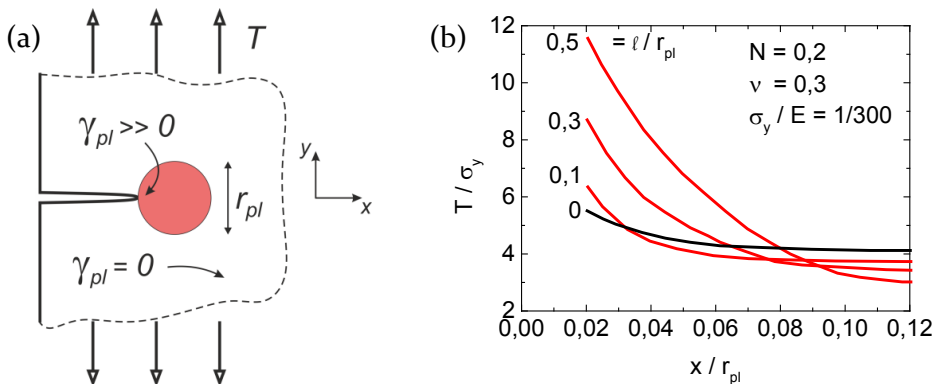 (a)
T
γpl >> 0
y
x
rpl
γpl = 0
(b)
12
10
8
6
4
2
T / σy
0,5 = ℓ / rpl
0,3
0,1
0
N = 0,2
ν = 0,3
σy / E = 1/300
0,00 0,02 0,04 0,06 0,08 0,10 0,12
x / rpl